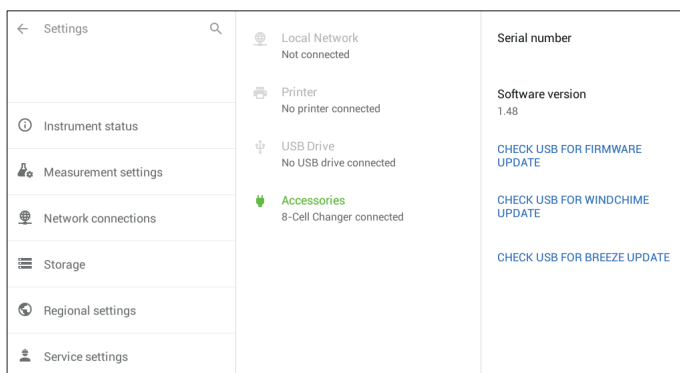 Settings
Instrument status
Measurement settings
Network connections
Storage
Regional settings
Service settings
Local Network
Not connected
Printer
No printer connected
USB Drive
No USB drive connected
Accessories
8-Cell Changer connected
Serial number
Software version
1.48
CHECK USB FOR FIRMWARE
UPDATE
CHECK USB FOR WINDCHIME
UPDATE
CHECK USB FOR BREEZE UPDATE